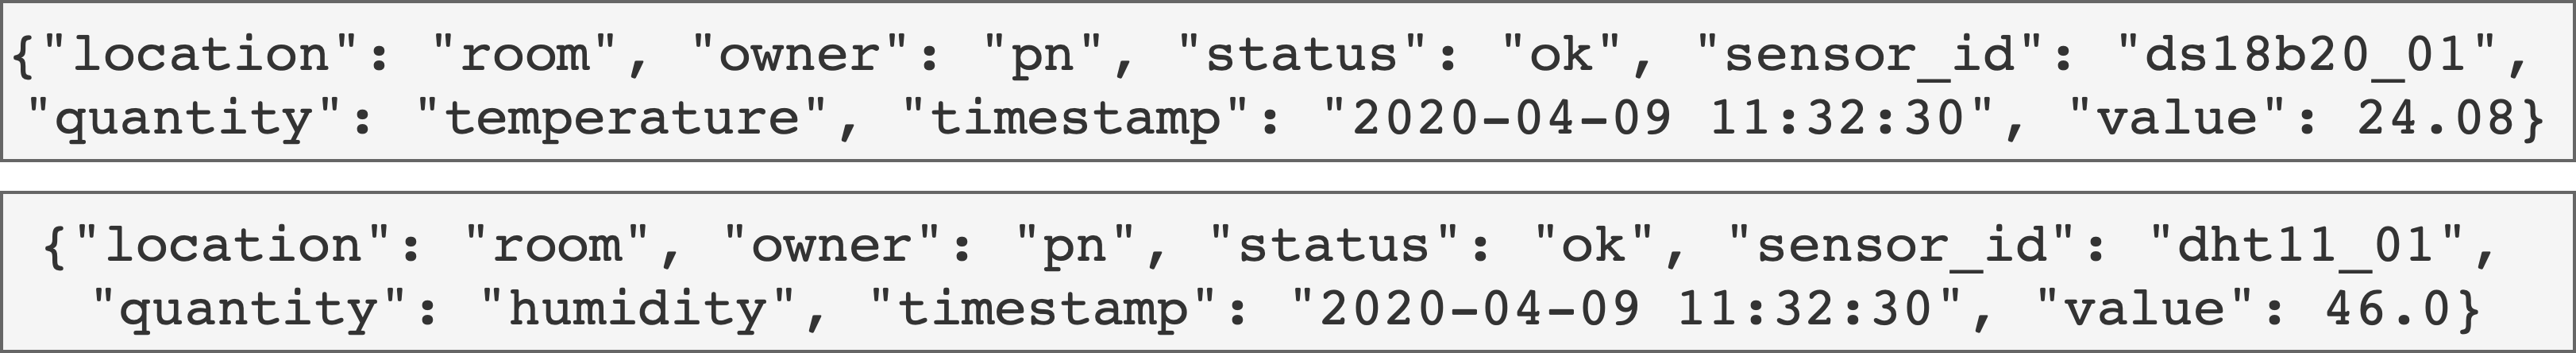 {"location": "room", "owner": "pn", "status": "ok", "sensor_id": "ds18b20_01",
"quantity": "temperature", "timestamp": "2020-04-09 11:32:30", "value": 24.08}
{"location": "room", "owner": "pn", "status": "ok", "sensor_id": "dht11_01",
"quantity": "humidity", "timestamp": "2020-04-09 11:32:30", "value": 46.0}